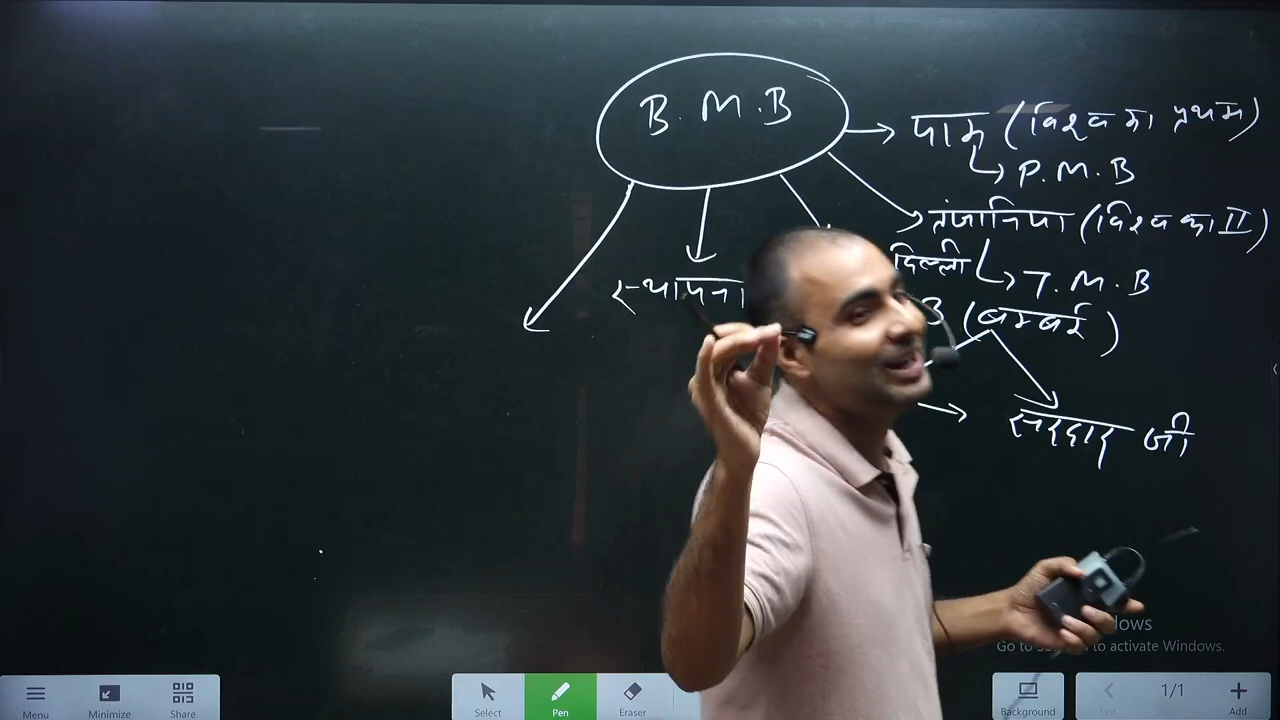 B. M. B
पाक (विश्व का प्रथम)
P. M. B
तंजानिया (विश्व का II)
दिल्ली
T. M. B
स्थापना
B (बम्बई)
सरदार जी
dows
Go to S to activate Windows.
Menu
Minimize
Share
Select
Pen
Eraser
Background
1/1
Add